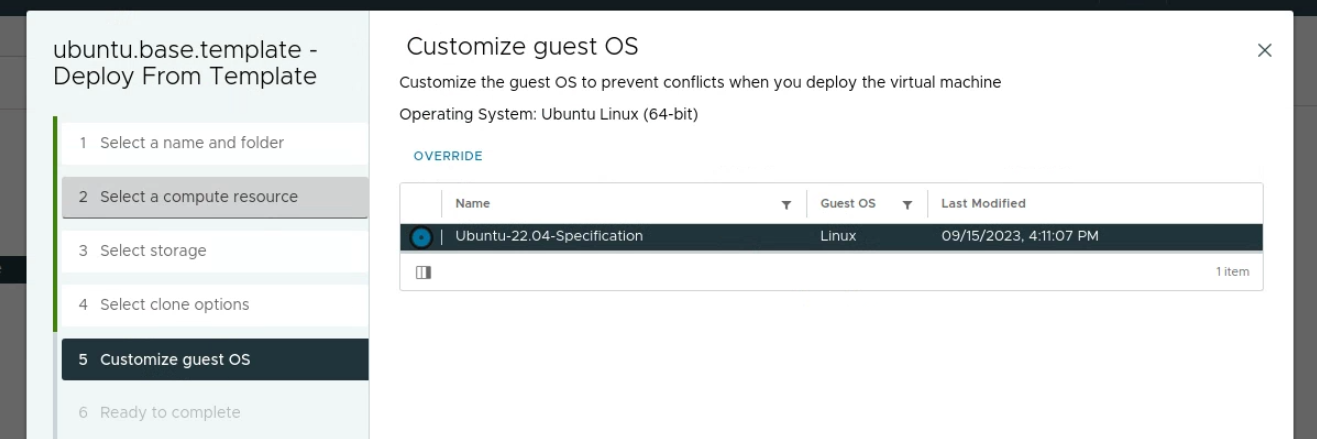 ubuntu.base.template -
Deploy From Template
1 Select a name and folder
2 Select a compute resource
3 Select storage
4 Select clone options
5 Customize guest OS
6 Ready to complete
Customize guest OS
Customize the guest OS to prevent conflicts when you deploy the virtual machine
Operating System: Ubuntu Linux (64-bit)
OVERRIDE
Name Guest OS Last Modified
Ubuntu-22.04-Specification Linux 09/15/2023, 4:11:07 PM
1 item